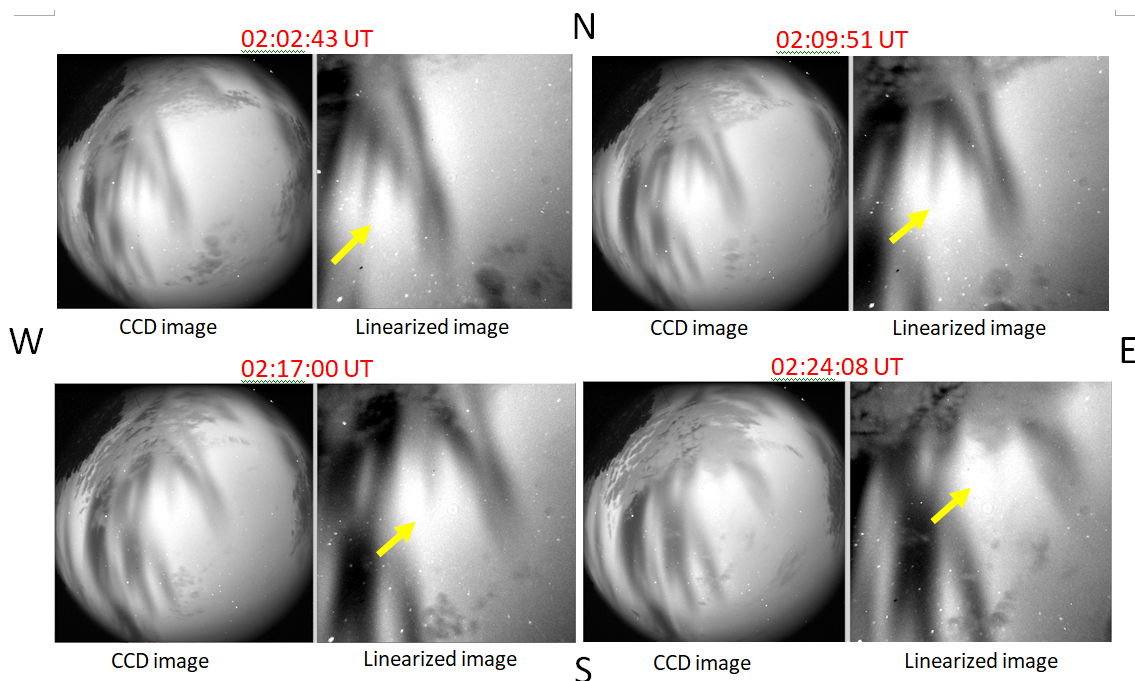 N
02:02:43 UT
02:09:51 UT
CCD image
Linearized image
CCD image
Linearized image
W
E
02:17:00 UT
02:24:08 UT
CCD image
Linearized image
S
CCD image
Linearized image